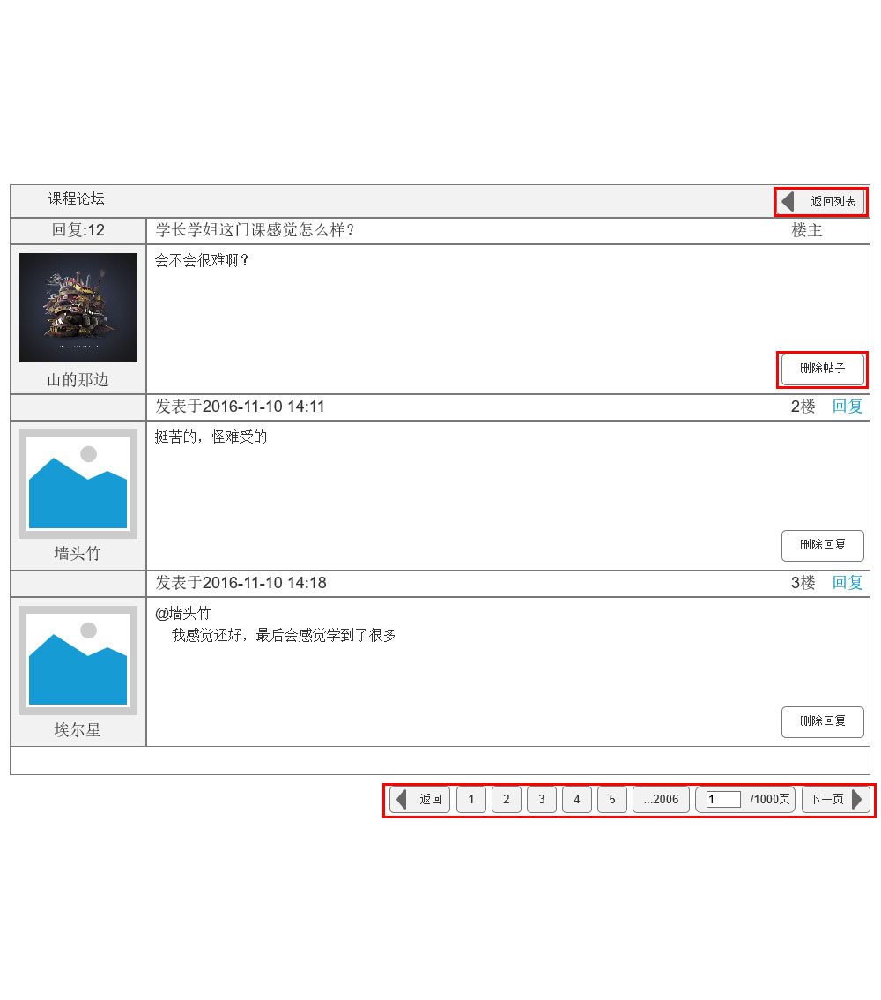 课程论坛 返回列表
回复:12 学长学姐这门课感觉怎么样？ 楼主
会不会很难啊？
删除帖子
山的那边
发表于2016-11-10 14:11 2楼 回复
挺苦的，怪难受的
删除回复
墙头竹
发表于2016-11-10 14:18 3楼 回复
@墙头竹
我感觉还好，最后会感觉学到了很多
删除回复
埃尔星
返回 1 2 3 4 5 ...2006 1 /1000页 下一页